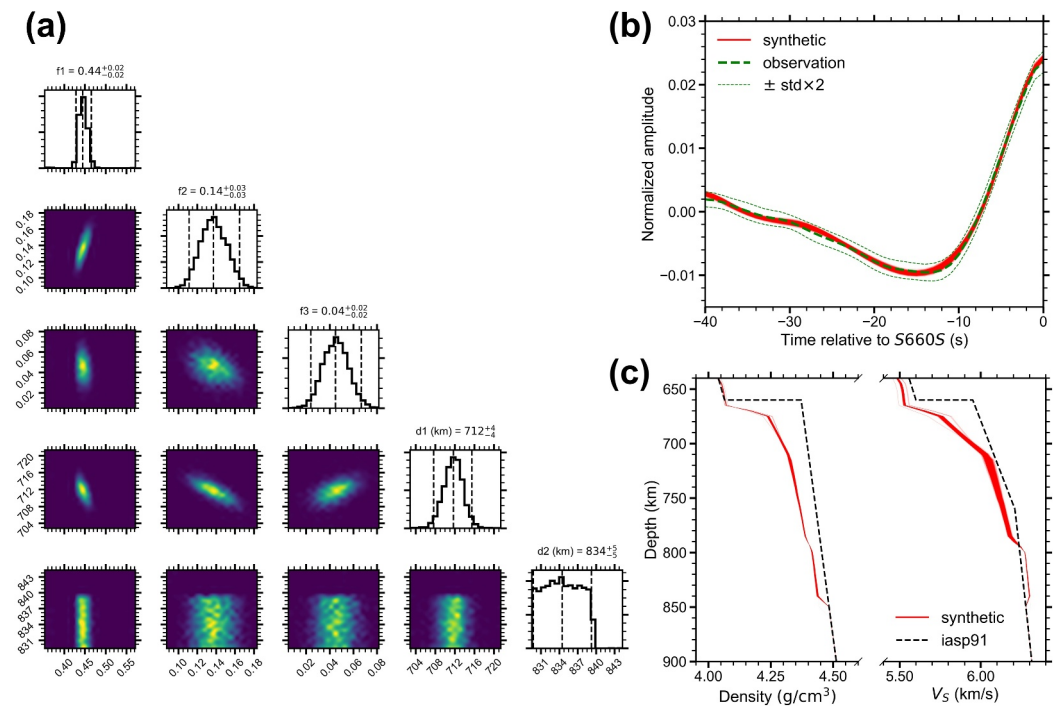 (a)
f1 = 0.44+0.02−0.02
f2 = 0.14+0.03−0.03
0.18
0.16
0.14
0.12
0.10
f3 = 0.04+0.02−0.02
0.08
0.06
0.04
0.02
d1 (km) = 712+4−4
720
716
712
708
704
d2 (km) = 834+5−5
843
840
837
834
831
0.40 0.45 0.50 0.55
0.10 0.12 0.14 0.16 0.18
0.02 0.04 0.06 0.08
704 708 712 716 720
831 834 837 840 843
(b)
synthetic
observation
± std×2
0.03
0.02
0.01
0.00
−0.01
Normalized amplitude
−40 −30 −20 −10 0
Time relative to S660S (s)
(c)
650
700
750
800
850
900
Depth (km)
synthetic
iasp91
4.00 4.25 4.50
5.50 6.00
Density (g/cm³)
VS (km/s)